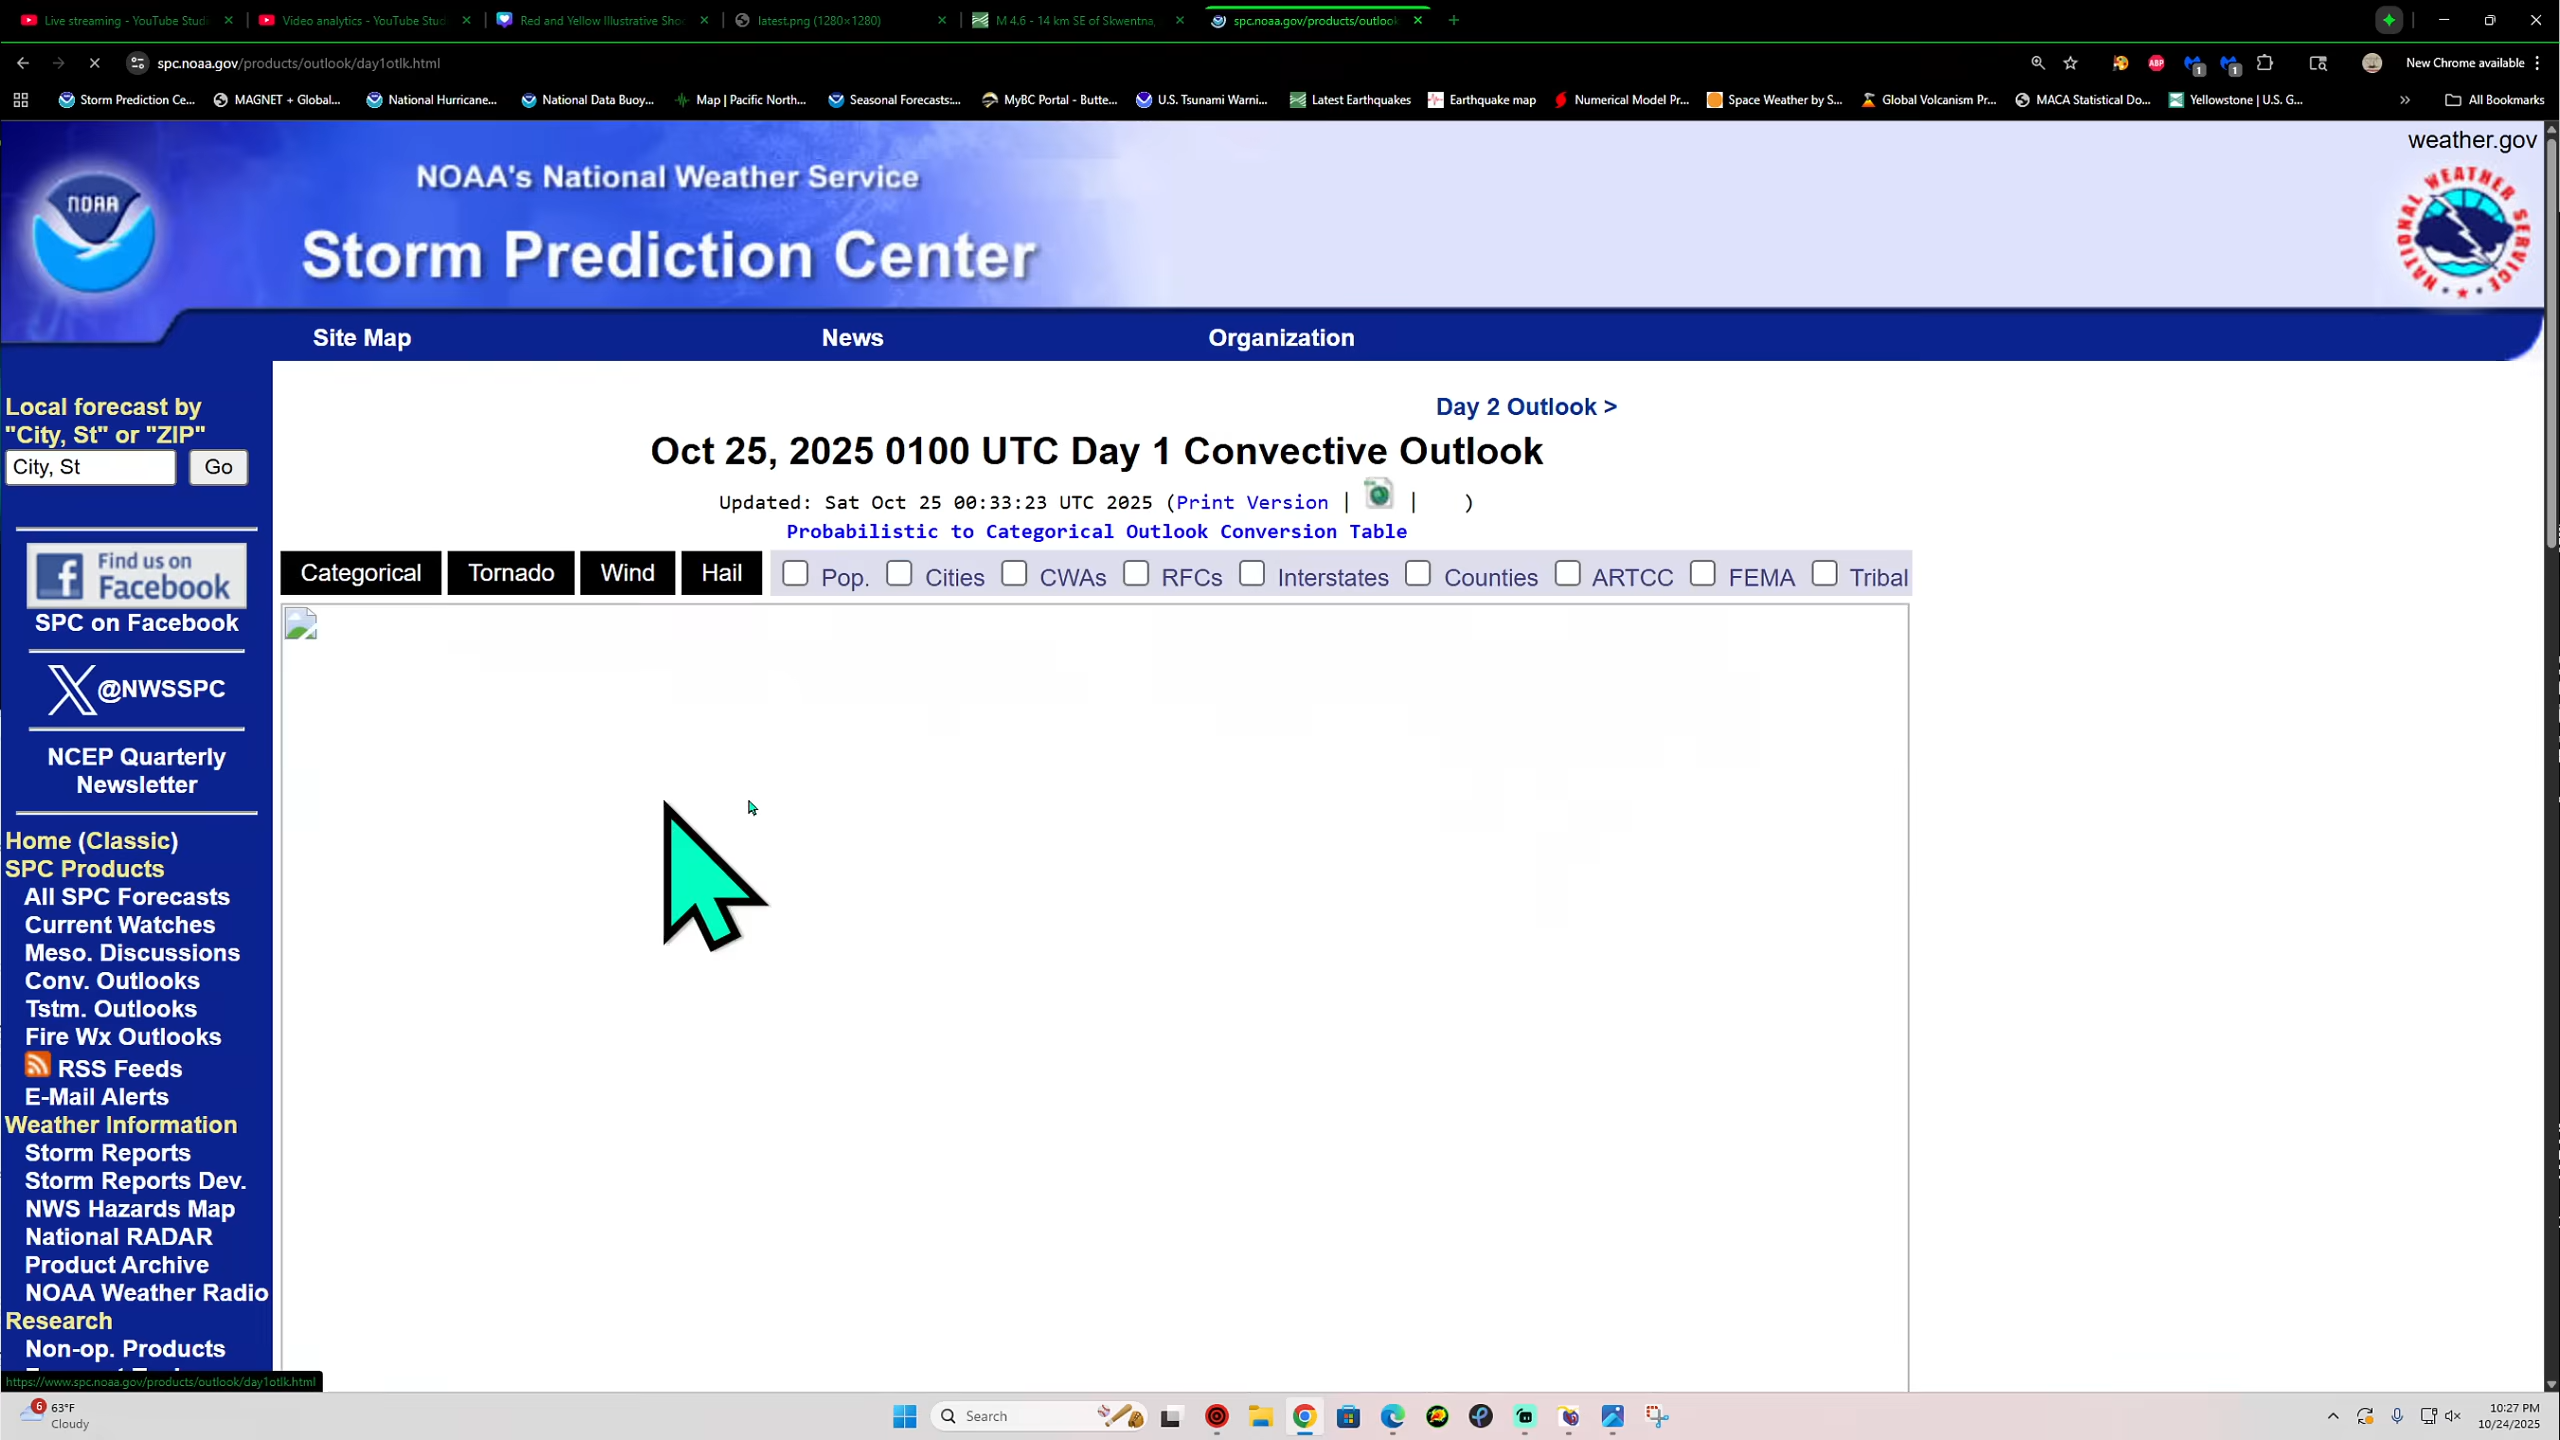 Live streaming - YouTube Studi
Video analytics - YouTube Stud
Red and Yellow Illustrative Sho
latest.png (1280×1280)
M 4.6 - 14 km SE of Skwentna,
spc.noaa.gov/products/outloo
spc.noaa.gov/products/outlook/day1otlk.html
ABP
1
1
New Chrome available
Storm Prediction Ce...
MAGNET + Global...
National Hurricane...
National Data Buoy...
Map | Pacific North...
Seasonal Forecasts:...
MyBC Portal - Butte...
U.S. Tsunami Warni...
Latest Earthquakes
Earthquake map
Numerical Model Pr...
Space Weather by S...
Global Volcanism Pr...
MACA Statistical Do...
Yellowstone | U.S. G...
All Bookmarks
weather.gov
NOAA
NOAA's National Weather Service
Storm Prediction Center
NATIONAL WEATHER SERVICE
Site Map
News
Organization
Local forecast by
"City, St" or "ZIP"
City, St
Go
Find us on
Facebook
SPC on Facebook
@NWSSPC
NCEP Quarterly
Newsletter
Home (Classic)
SPC Products
All SPC Forecasts
Current Watches
Meso. Discussions
Conv. Outlooks
Tstm. Outlooks
Fire Wx Outlooks
RSS Feeds
E-Mail Alerts
Weather Information
Storm Reports
Storm Reports Dev.
NWS Hazards Map
National RADAR
Product Archive
NOAA Weather Radio
Research
Non-op. Products
Day 2 Outlook >
Oct 25, 2025 0100 UTC Day 1 Convective Outlook
Updated: Sat Oct 25 00:33:23 UTC 2025 (Print Version | | )
Probabilistic to Categorical Outlook Conversion Table
Categorical
Tornado
Wind
Hail
Pop.
Cities
CWAs
RFCs
Interstates
Counties
ARTCC
FEMA
Tribal
https://www.spc.noaa.gov/products/outlook/day1otlk.html
6
63°F
Cloudy
Search
10:27 PM
10/24/2025